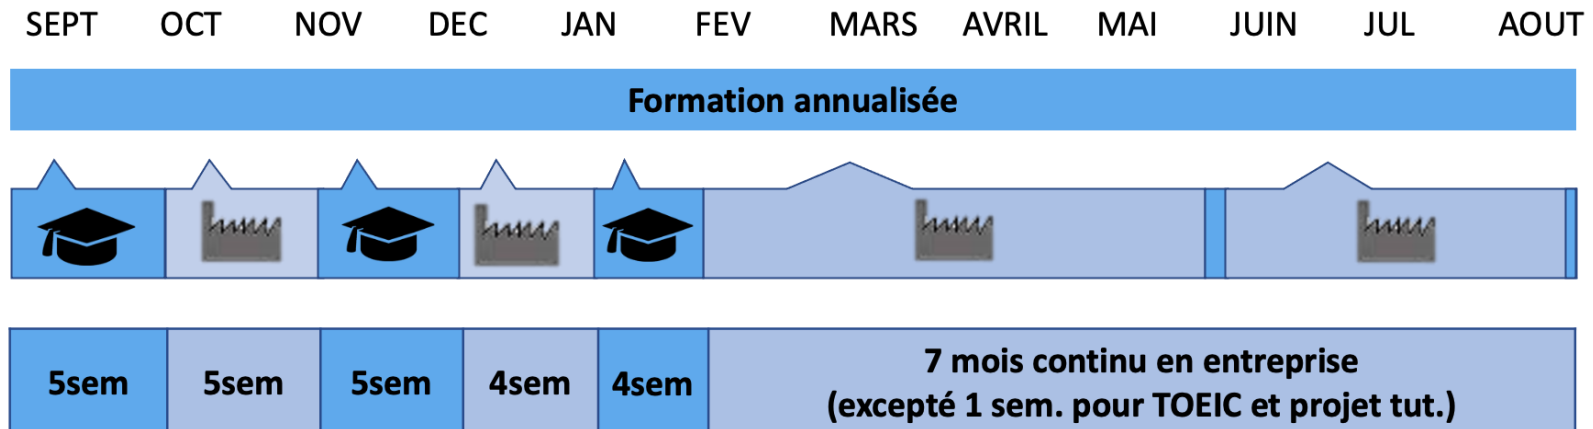 SEPT OCT NOV DEC JAN FEV MARS AVRIL MAI JUIN JUL AOUT
Formation annualisée
5sem 5sem 5sem 4sem 4sem
7 mois continu en entreprise
(excepté 1 sem. pour TOEIC et projet tut.)